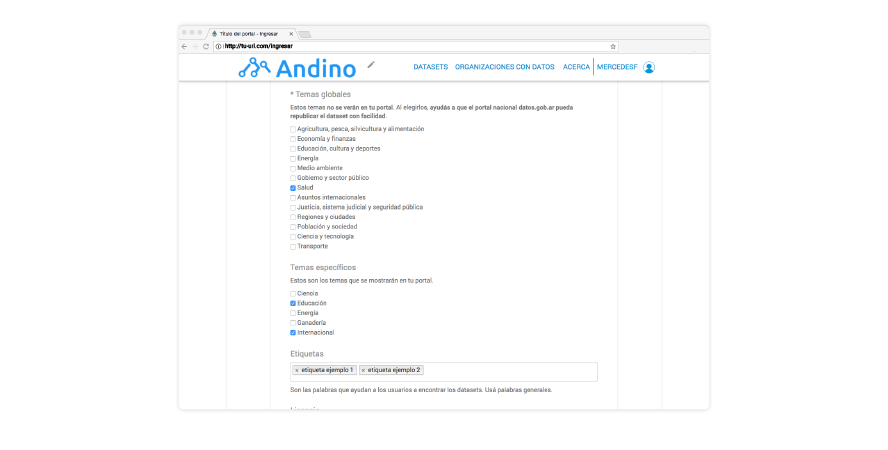 Título del portal - Ingresar
http://tu-url.com/ingresar
Andino
DATASETS ORGANIZACIONES CON DATOS ACERCA MERCEDESF
* Temas globales
Estos temas no se verán en tu portal. Al elegirlos, ayudás a que el portal nacional datos.gob.ar pueda
republicar el dataset con facilidad.
Agricultura, pesca, silvicultura y alimentación
Economía y finanzas
Educación, cultura y deportes
Energía
Medio ambiente
Gobierno y sector público
Salud
Asuntos internacionales
Justicia, sistema judicial y seguridad pública
Regiones y ciudades
Población y sociedad
Ciencia y tecnología
Transporte
Temas específicos
Estos son los temas que se mostrarán en tu portal.
Ciencia
Educación
Energía
Ganadería
Internacional
Etiquetas
× etiqueta ejemplo 1 × etiqueta ejemplo 2
Son las palabras que ayudan a los usuarios a encontrar los datasets. Usá palabras generales.